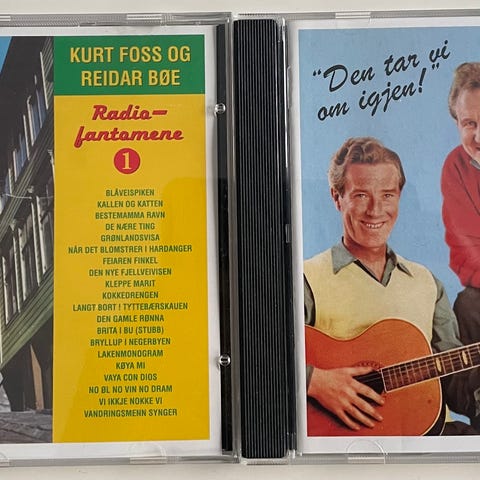 KURT FOSS OG
REIDAR BØE
Radio-
fantomene
1
BLÅVEISPIKEN
KALLEN OG KATTEN
BESTEMAMMA RAVN
DE NÆRE TING
GRØNLANDSVISA
NÅR DET BLOMSTRER I HARDANGER
FEIAREN FINKEL
DEN NYE FJELLVEIVISEN
KLEPPE MARIT
KOKKEDRENGEN
LANGT BORT I TYTTEBÆRSKAUEN
DEN GAMLE RØNNA
BRITA I BU (STUBB)
BRYLLUP I NEGERBYEN
LAKENMONOGRAM
KØYA MI
VAYA CON DIOS
NO ØL NO VIN NO DRAM
VI IKKJE NOKKE VI
VANDRINGSMENN SYNGER
"Den tar vi
om igjen!"